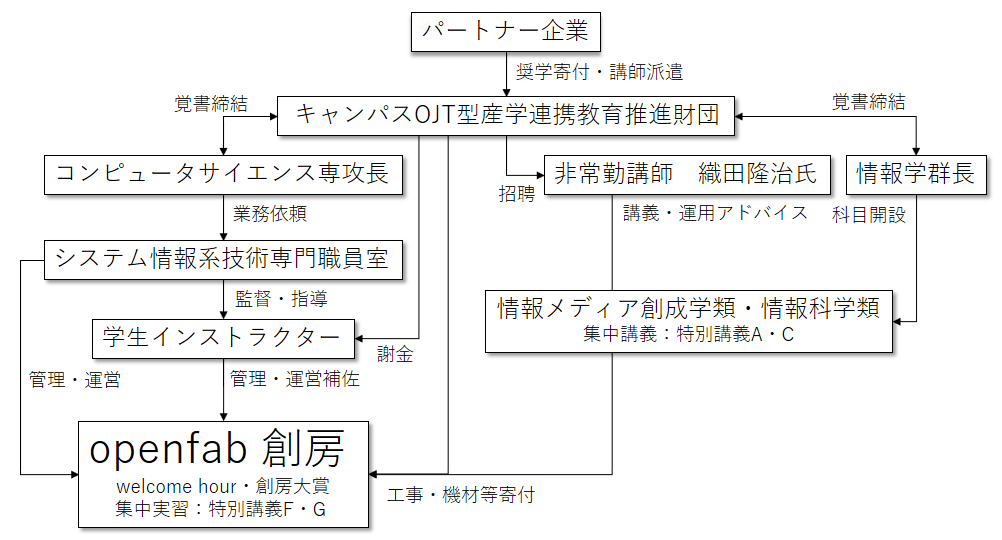 パートナー企業
奨学寄付・講師派遣
覚書締結
覚書締結
キャンパスOJT型産学連携教育推進財団
コンピュータサイエンス専攻長
招聘
非常勤講師　織田隆治氏
情報学群長
業務依頼
講義・運用アドバイス
科目開設
システム情報系技術専門職員室
監督・指導
情報メディア創成学類・情報科学類
集中講義：特別講義A・C
学生インストラクター
謝金
管理・運営
管理・運営補佐
openfab 創房
welcome hour・創房大賞
集中実習：特別講義F・G
工事・機材等寄付